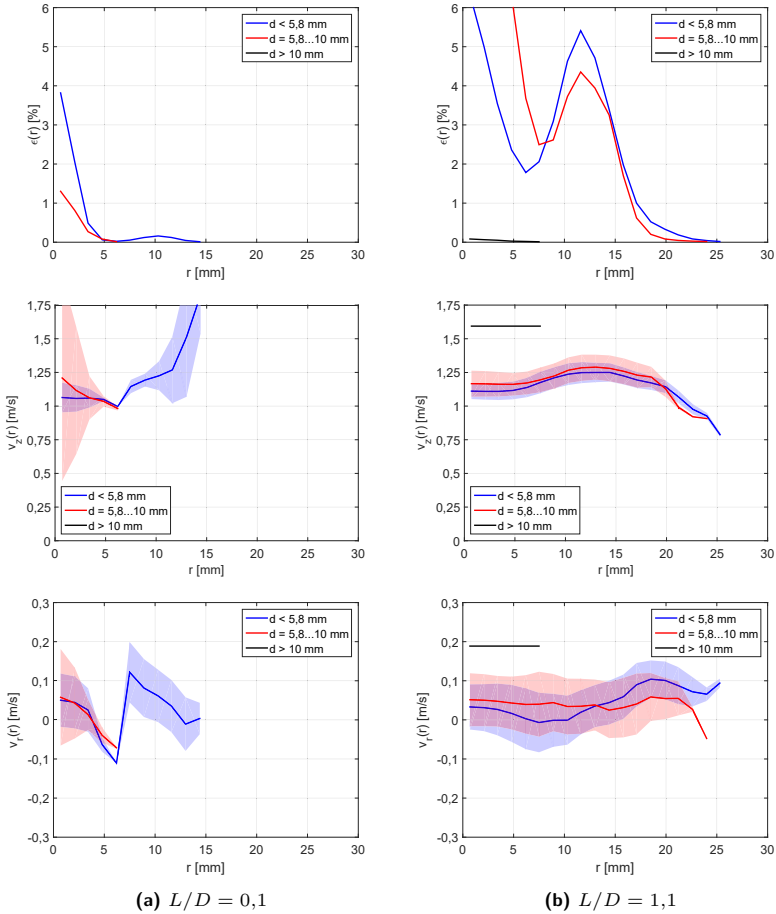 6
5
4
3
2
1
0
ϵ(r) [%]
d < 5,8 mm
d = 5,8...10 mm
d > 10 mm
0 5 10 15 20 25 30
r [mm]
6
5
4
3
2
1
0
ϵ(r) [%]
d < 5,8 mm
d = 5,8...10 mm
d > 10 mm
0 5 10 15 20 25 30
r [mm]
1,75
1,5
1,25
1
0,75
0,5
0,25
0
v_z(r) [m/s]
d < 5,8 mm
d = 5,8...10 mm
d > 10 mm
0 5 10 15 20 25 30
r [mm]
1,75
1,5
1,25
1
0,75
0,5
0,25
0
v_z(r) [m/s]
d < 5,8 mm
d = 5,8...10 mm
d > 10 mm
0 5 10 15 20 25 30
r [mm]
0,3
0,2
0,1
0
-0,1
-0,2
-0,3
v_r(r) [m/s]
d < 5,8 mm
d = 5,8...10 mm
d > 10 mm
0 5 10 15 20 25 30
r [mm]
0,3
0,2
0,1
0
-0,1
-0,2
-0,3
v_r(r) [m/s]
d < 5,8 mm
d = 5,8...10 mm
d > 10 mm
0 5 10 15 20 25 30
r [mm]
(a) L/D = 0,1
(b) L/D = 1,1